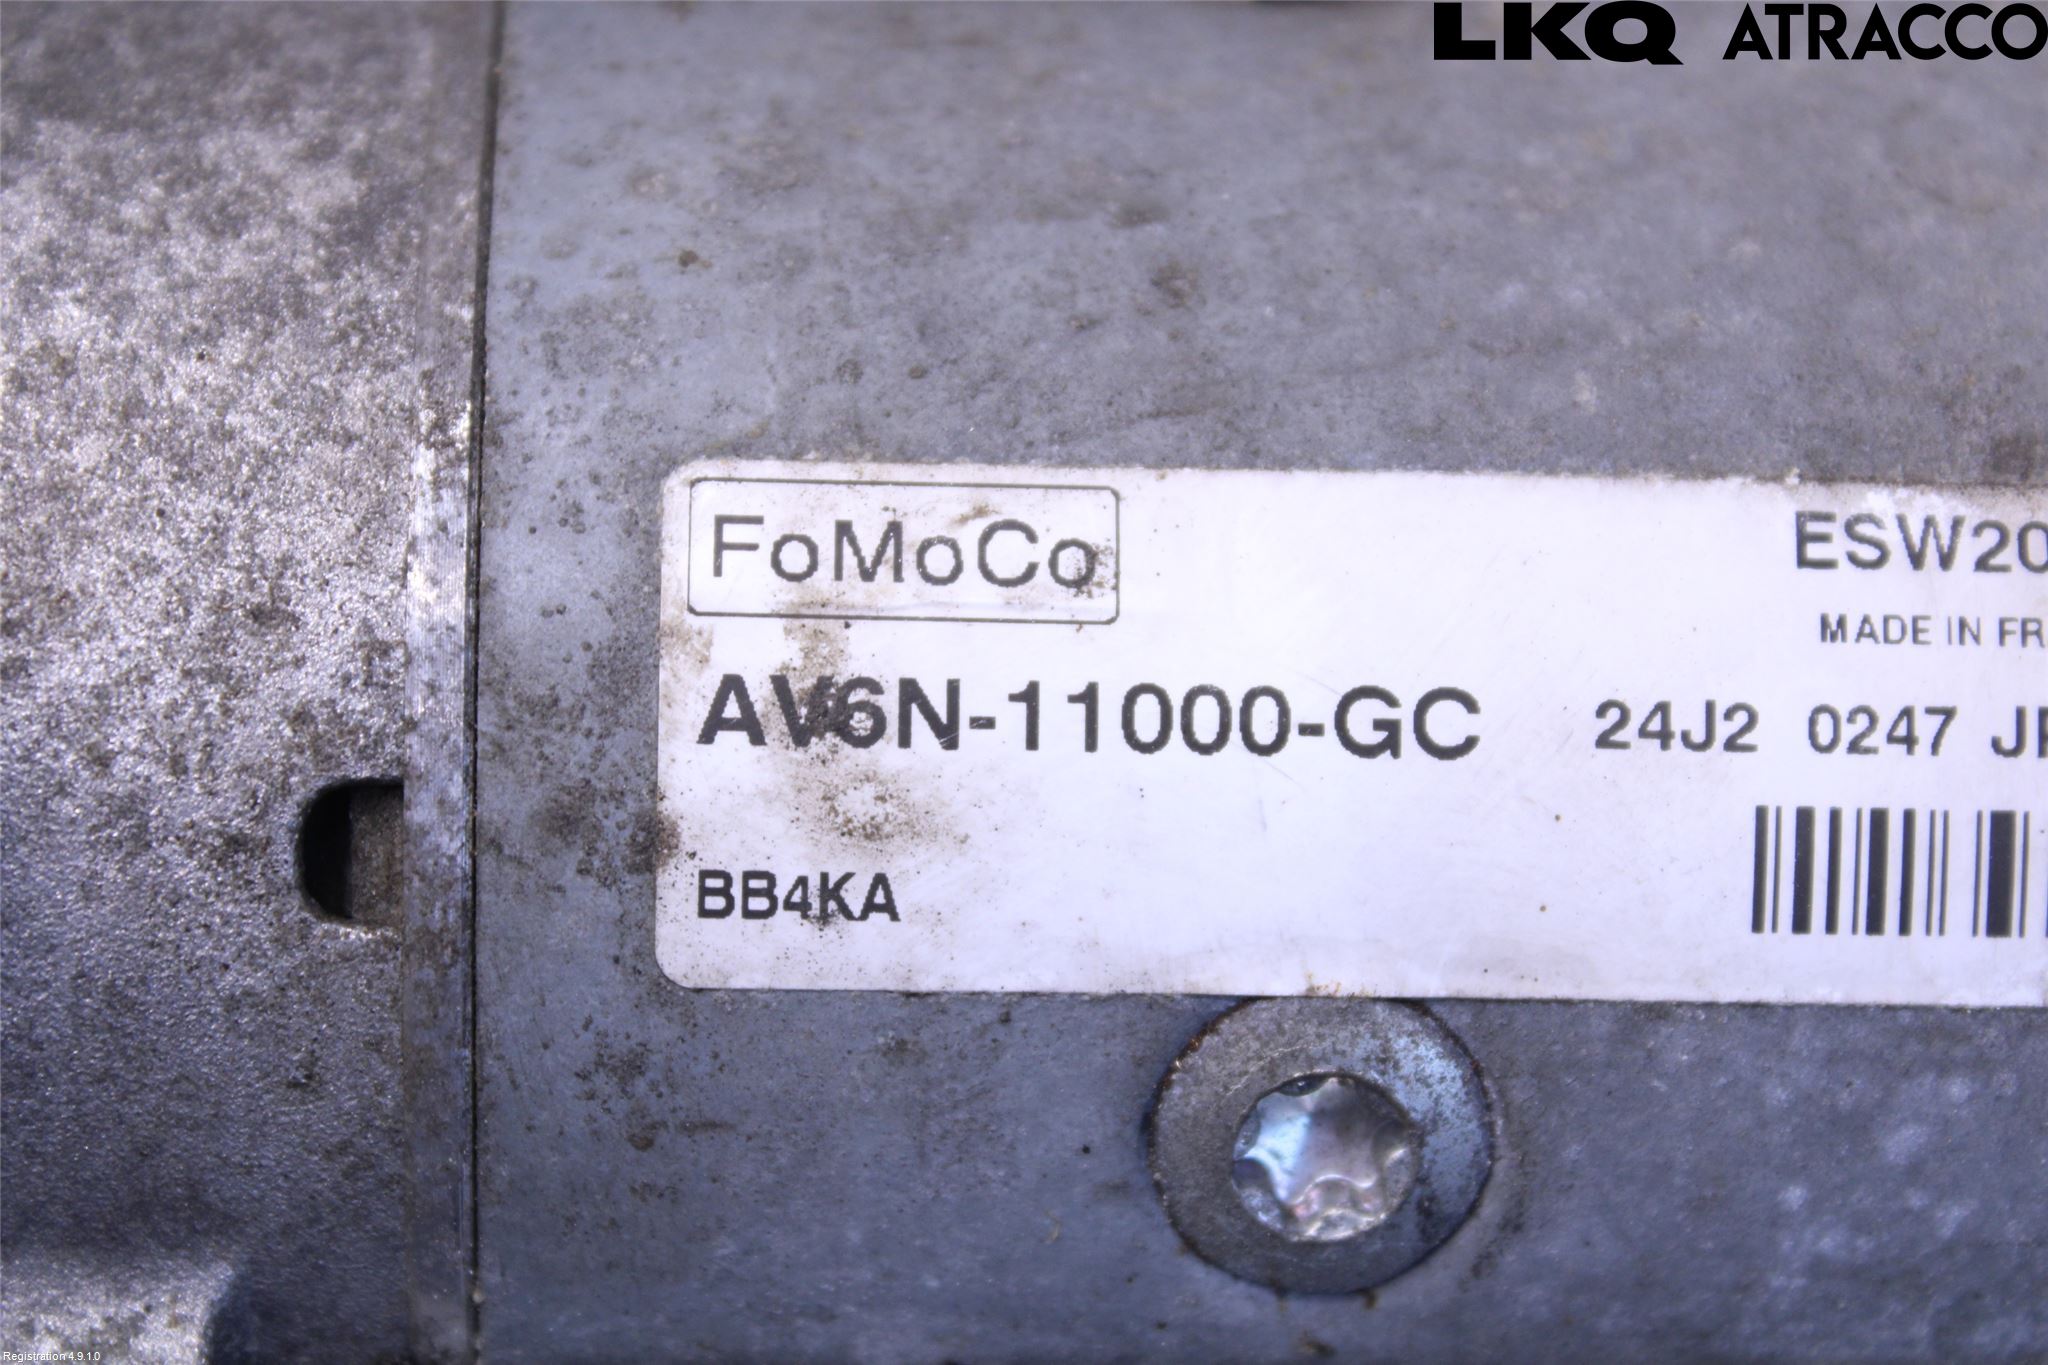 LKQ ATRACCO
FoMoCo
ESW20
MADE IN FR
AV6N-11000-GC
24J2 0247
BB4KA
Registration 4.9.1.0